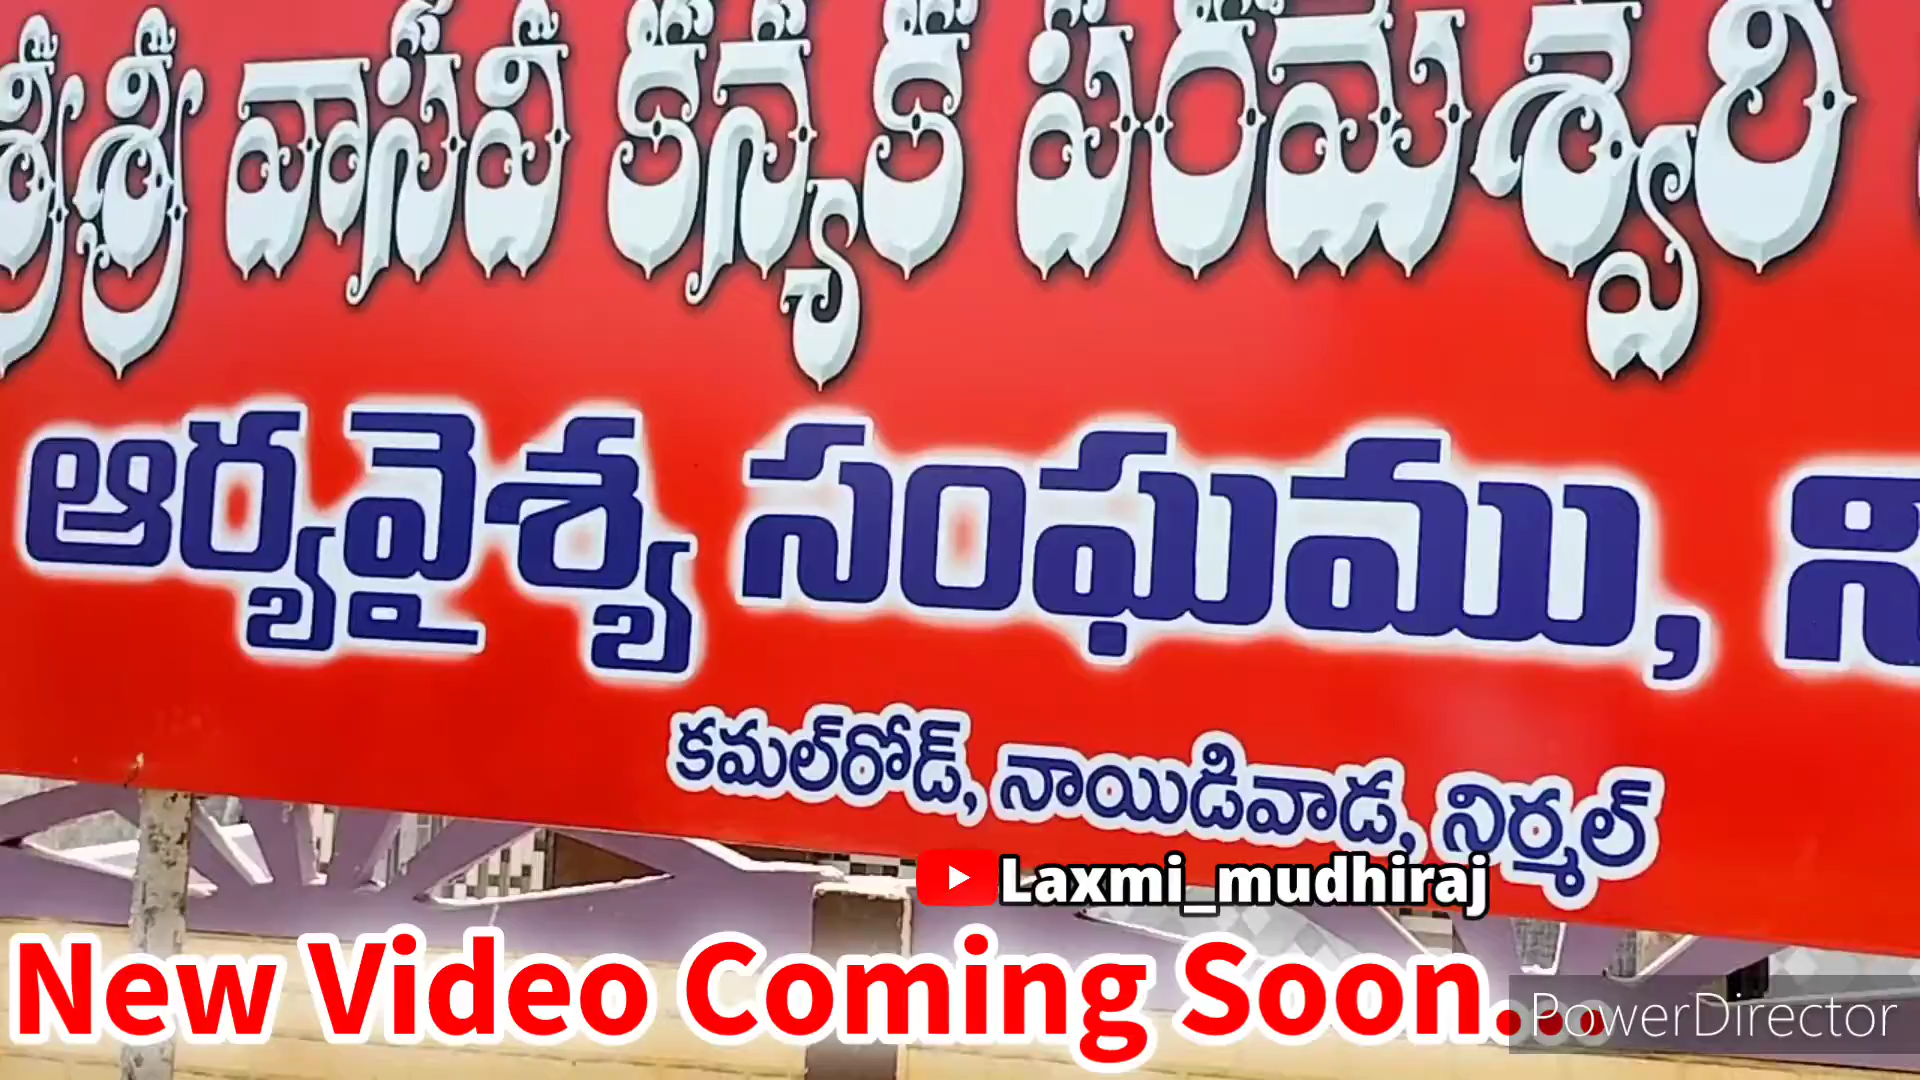 శ్రీశ్రీ వాసవీ కన్యకా పరమేశ్వరి
ఆర్యవైశ్య సంఘము, ని
కమల్‌రోడ్, నాయిడివాడ, నిర్మల్
Laxmi_mudhiraj
New Video Coming Soon....
PowerDirector